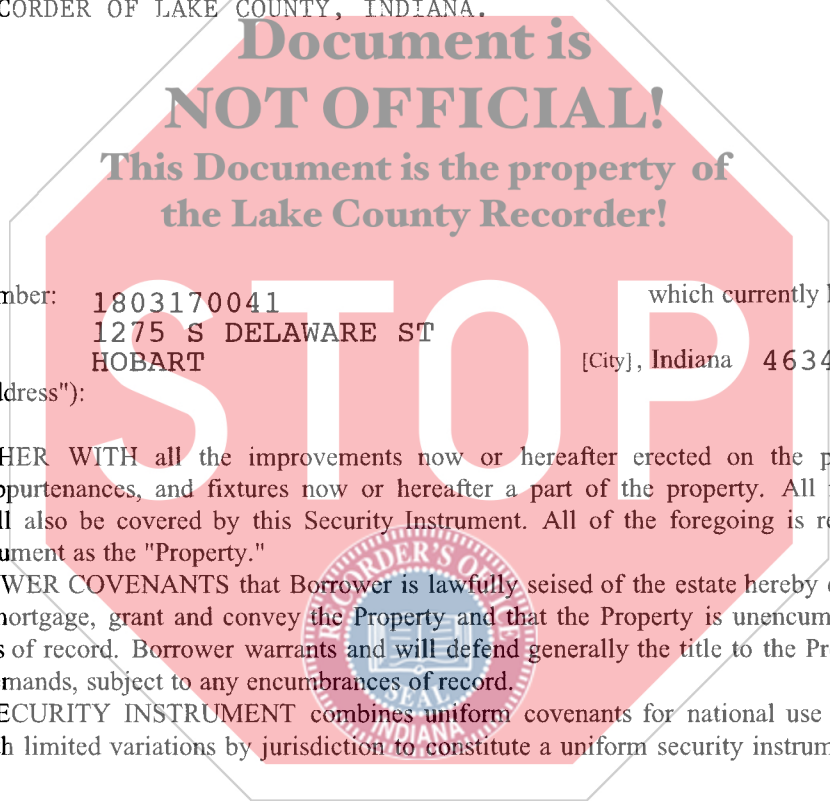 CORDER OF LAKE COUNTY, INDIANA.
Document is
NOT OFFICIAL!
This Document is the property of
the Lake County Recorder!
STOP
mber: 1803170041 which currently
1275 S DELAWARE ST
HOBART [City], Indiana 4634
ddress"):
HER WITH all the improvements now or hereafter erected on the p
ppurtenances, and fixtures now or hereafter a part of the property. All
ll also be covered by this Security Instrument. All of the foregoing is re
ument as the "Property."
WER COVENANTS that Borrower is lawfully seised of the estate hereby
mortgage, grant and convey the Property and that the Property is unencum
s of record. Borrower warrants and will defend generally the title to the Pr
mands, subject to any encumbrances of record.
ECURITY INSTRUMENT combines uniform covenants for national use
h limited variations by jurisdiction to constitute a uniform security instrum
RECORDER'S OFFICE
SEAL
INDIANA